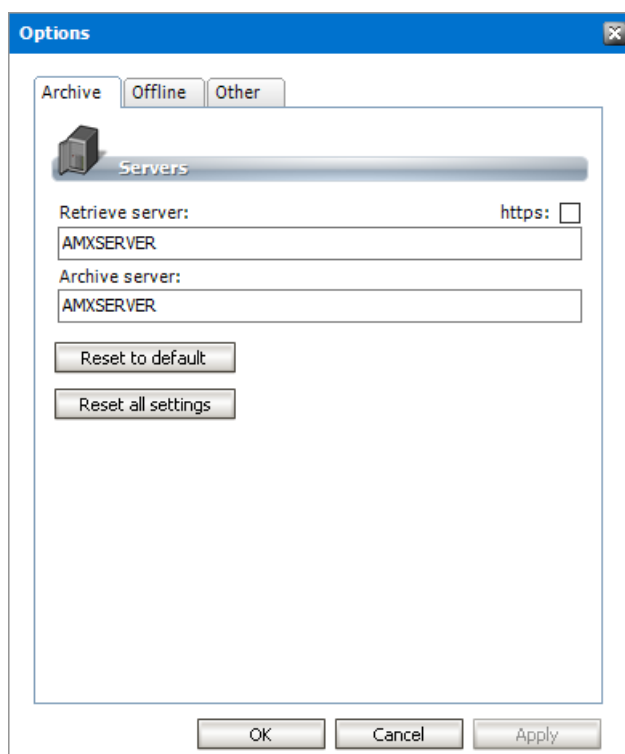 Options
Archive Offline Other
Servers
Retrieve server: https:
AMXSERVER
Archive server:
AMXSERVER
Reset to default
Reset all settings
OK Cancel Apply